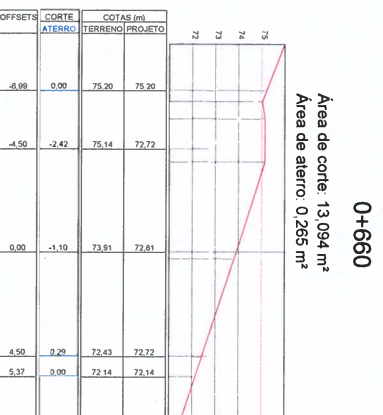 OFFSETS CORTE COTAS (m)
ATERRO TERRENO PROJETO
72 73 74 75
-6,99 0,00 75,20 75,20
-4,50 -2,42 75,14 72,72
0,00 -1,10 73,91 72,81
4,50 0,29 72,43 72,72
5,37 0,00 72,14 72,14
0+660
Área de corte: 13,094 m²
Área de aterro: 0,265 m²